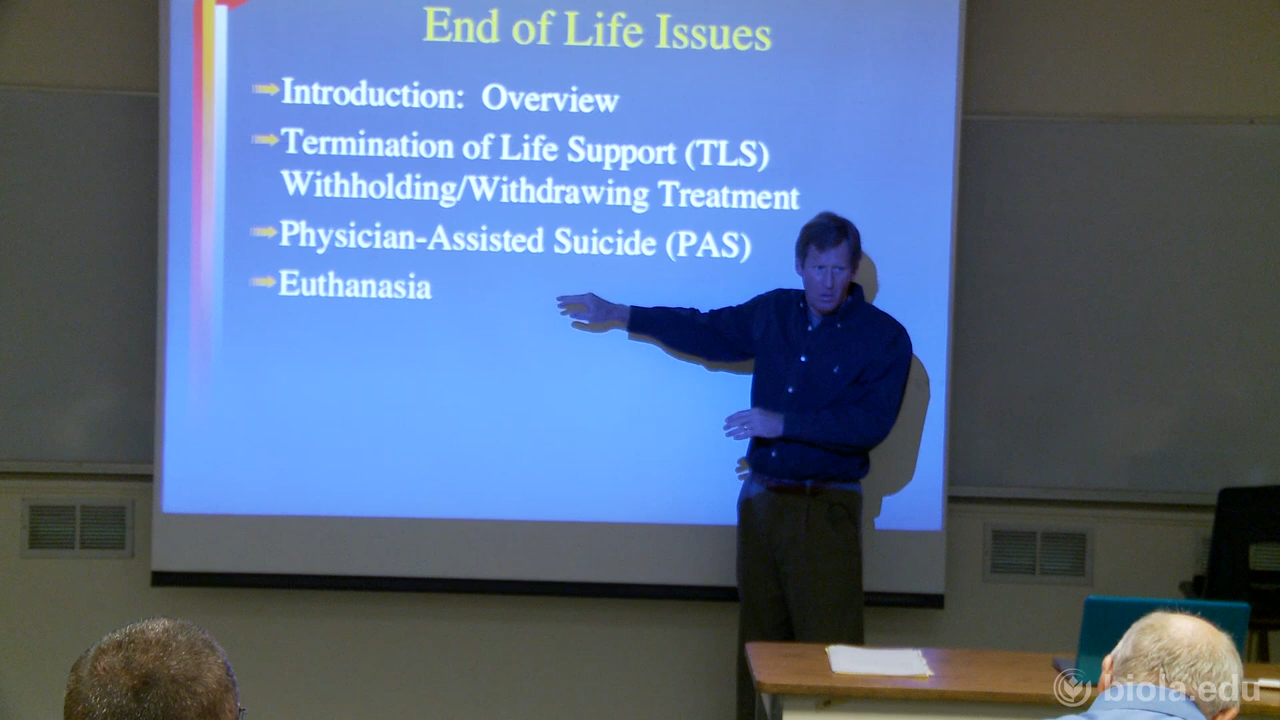 End of Life Issues
Introduction: Overview
Termination of Life Support (TLS)
Withholding/Withdrawing Treatment
Physician-Assisted Suicide (PAS)
Euthanasia
biola.edu